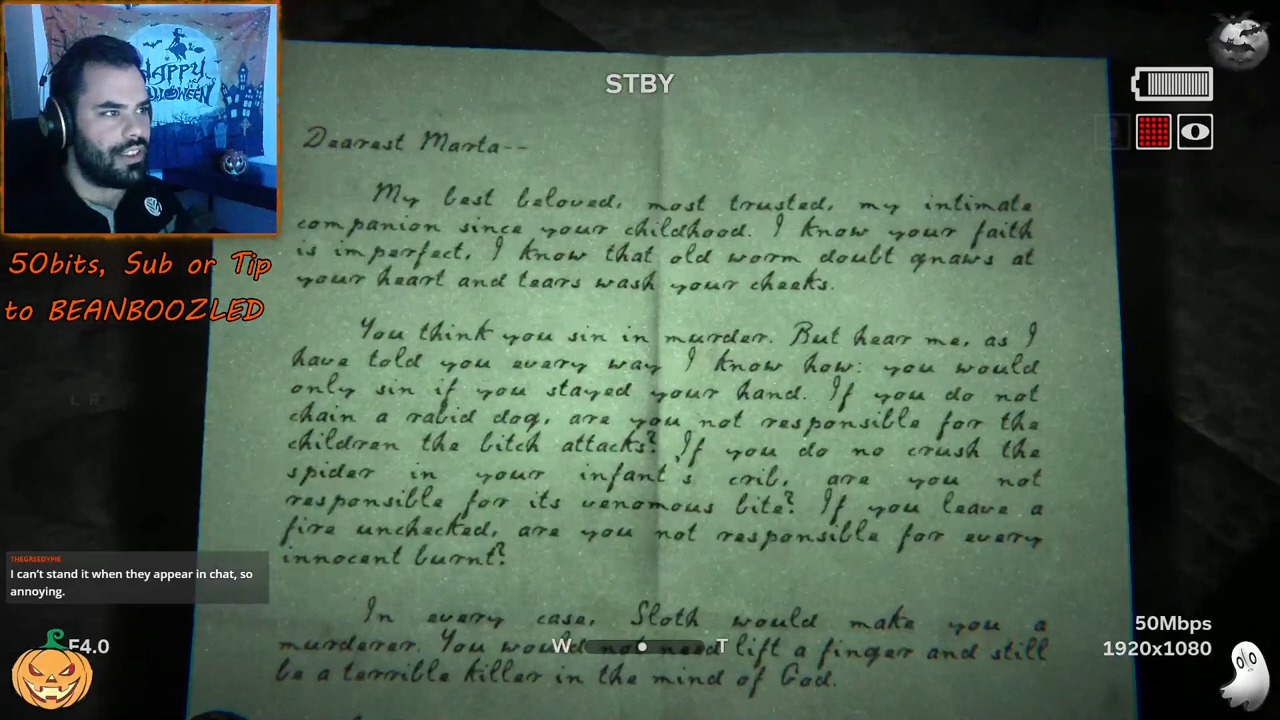 HAPPY
HALLOWEEN
50bits, Sub or Tip
to BEANBOOZLED
STBY
Dearest Marta--
My best beloved, most trusted, my intimate
companion since your childhood. I know your faith
is imperfect, I know that old worm doubt gnaws at
your heart and tears wash your cheeks.
You think you sin in murder. But hear me, as I
have told you every way I know how: you would
only sin if you stayed your hand. If you do not
chain a rabid dog, are you not responsible for the
children the bitch attacks? If you do no crush the
spider in your infant's crib, are you not
responsible for its venomous bite? If you leave a
fire unchecked, are you not responsible for every
innocent burnt?
In every case, Sloth would make you a
murderer. You would not need lift a finger and still
be a terrible killer in the mind of God.
THEGREEDYPIE
I can't stand it when they appear in chat, so
annoying.
F4.0
W T
50Mbps
1920x1080